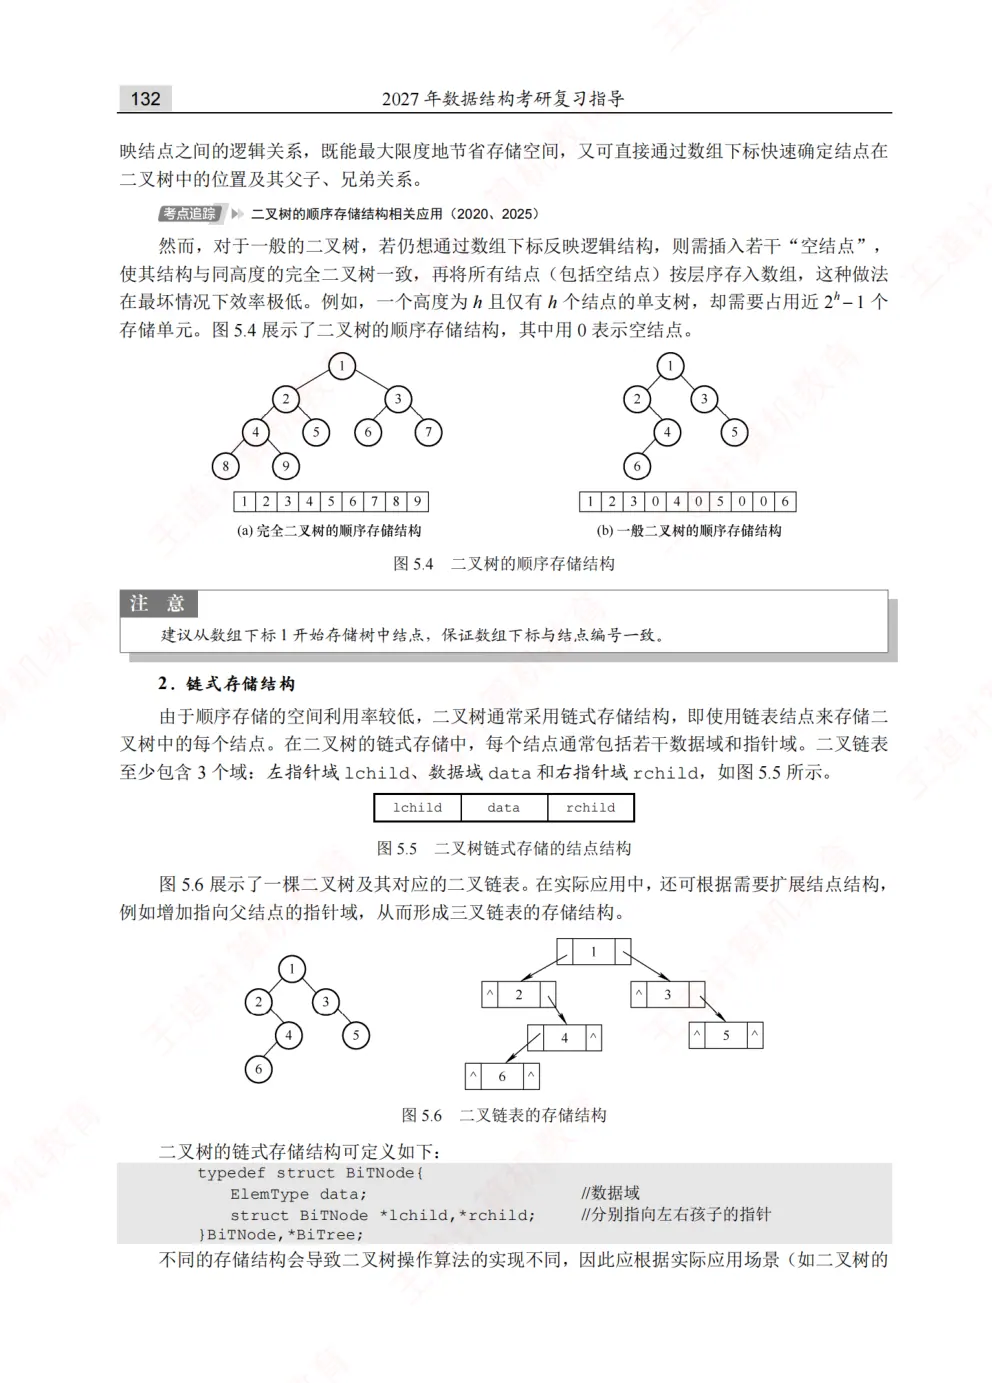 132
2027 年数据结构考研复习指导
映结点之间的逻辑关系，既能最大限度地节省存储空间，又可直接通过数组下标快速确定结点在
二叉树中的位置及其父子、兄弟关系。
考点追踪 二叉树的顺序存储结构相关应用（2020、2025）
然而，对于一般的二叉树，若仍想通过数组下标反映逻辑结构，则需插入若干“空结点”，
使其结构与同高度的完全二叉树一致，再将所有结点（包括空结点）按层序存入数组，这种做法
在最坏情况下效率极低。例如，一个高度为 h 且仅有 h 个结点的单支树，却需要占用近 2^h − 1 个
存储单元。图 5.4 展示了二叉树的顺序存储结构，其中用 0 表示空结点。
1
2 3
4 5 6 7
8 9
1 2 3 4 5 6 7 8 9
(a) 完全二叉树的顺序存储结构
1
2 3
4 5
6
1 2 3 0 4 0 5 0 0 6
(b) 一般二叉树的顺序存储结构
图 5.4 二叉树的顺序存储结构
注 意
建议从数组下标 1 开始存储树中结点，保证数组下标与结点编号一致。
2．链式存储结构
由于顺序存储的空间利用率较低，二叉树通常采用链式存储结构，即使用链表结点来存储二
叉树中的每个结点。在二叉树的链式存储中，每个结点通常包括若干数据域和指针域。二叉链表
至少包含 3 个域：左指针域 lchild、数据域 data 和右指针域 rchild，如图 5.5 所示。
lchild data rchild
图 5.5 二叉树链式存储的结点结构
图 5.6 展示了一棵二叉树及其对应的二叉链表。在实际应用中，还可根据需要扩展结点结构，
例如增加指向父结点的指针域，从而形成三叉链表的存储结构。
1
2 3
4 5
6
1
^ 2 ^ 3
4 ^ ^ 5 ^
^ 6 ^
图 5.6 二叉链表的存储结构
二叉树的链式存储结构可定义如下：
typedef struct BiTNode{
ElemType data; //数据域
struct BiTNode *lchild,*rchild; //分别指向左右孩子的指针
}BiTNode,*BiTree;
不同的存储结构会导致二叉树操作算法的实现不同，因此应根据实际应用场景（如二叉树的